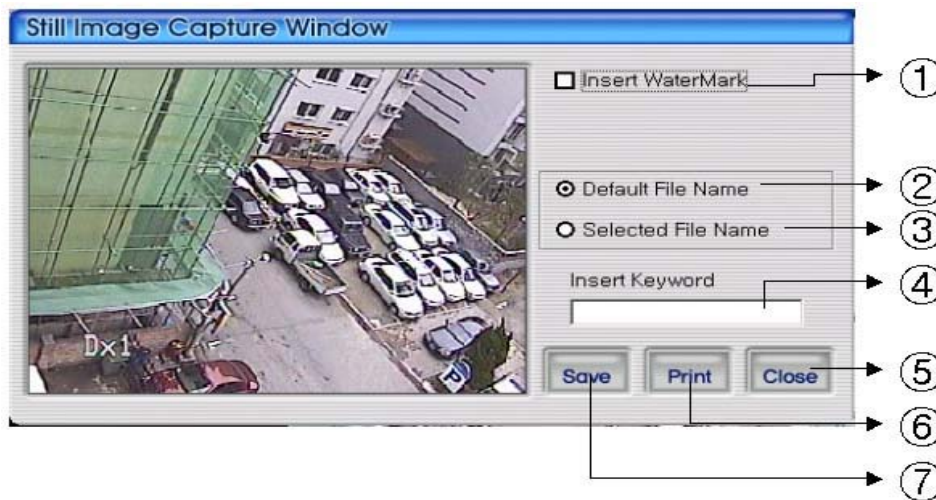 Still Image Capture Window
Insert WaterMark
①
Default File Name
②
Selected File Name
③
Insert Keyword
④
Dx1
Save
Print
Close
⑤
⑥
⑦